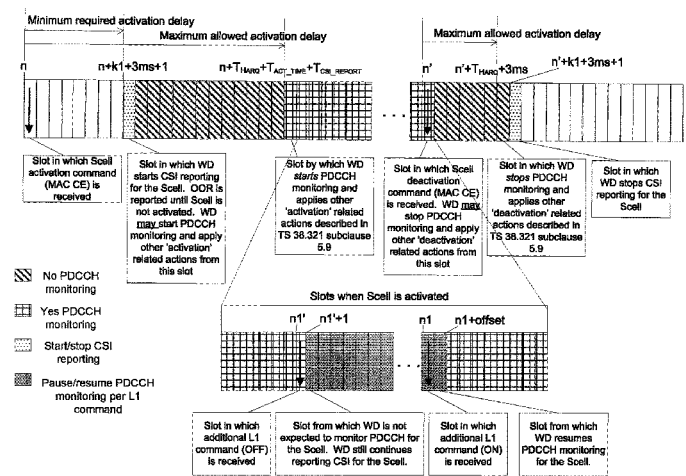 Minimum required activation delay
Maximum allowed activation delay
Maximum allowed activation delay
n
n+k1+3ms+1
n+THARQ+TACT_TIME+TCSI_REPORT
n'
n'+THARQ+3ms
n'+k1+3ms+1
. . .
Slot in which Scell
activation command
(MAC CE) is
received
Slot in which WD
starts CSI reporting
for the Scell. OOR is
reported until Scell is
not activated. WD
may start PDCCH
monitoring and apply
other 'activation'
related actions from
this slot
Slot by which WD
starts PDCCH
monitoring and
applies other
'activation' related
actions described in
TS 38.321 subclause
5.9
Slot in which Scell
deactivation
command (MAC CE)
is received. WD may
stop PDCCH
monitoring and apply
other 'deactivation'
related actions from
this slot
Slot in which WD
stops PDCCH
monitoring and
applies other
'deactivation' related
actions described in
TS 38.321 subclause
5.9
Slot in which
WD stops CSI
reporting for the
Scell
No PDCCH
monitoring
Yes PDCCH
monitoring
Start/stop CSI
reporting
Pause/resume PDCCH
monitoring per L1
command
Slots when Scell is activated
n1'
n1'+1
n1
n1+offset
. . .
Slot in which
additional L1
command (OFF)
is received
Slot from which WD is not
expected to monitor PDCCH for
the Scell. WD still continues
reporting CSI for the Scell.
Slot in which
additional L1
command (ON)
is received
Slot from which
WD resumes
PDCCH monitoring
for the Scell.